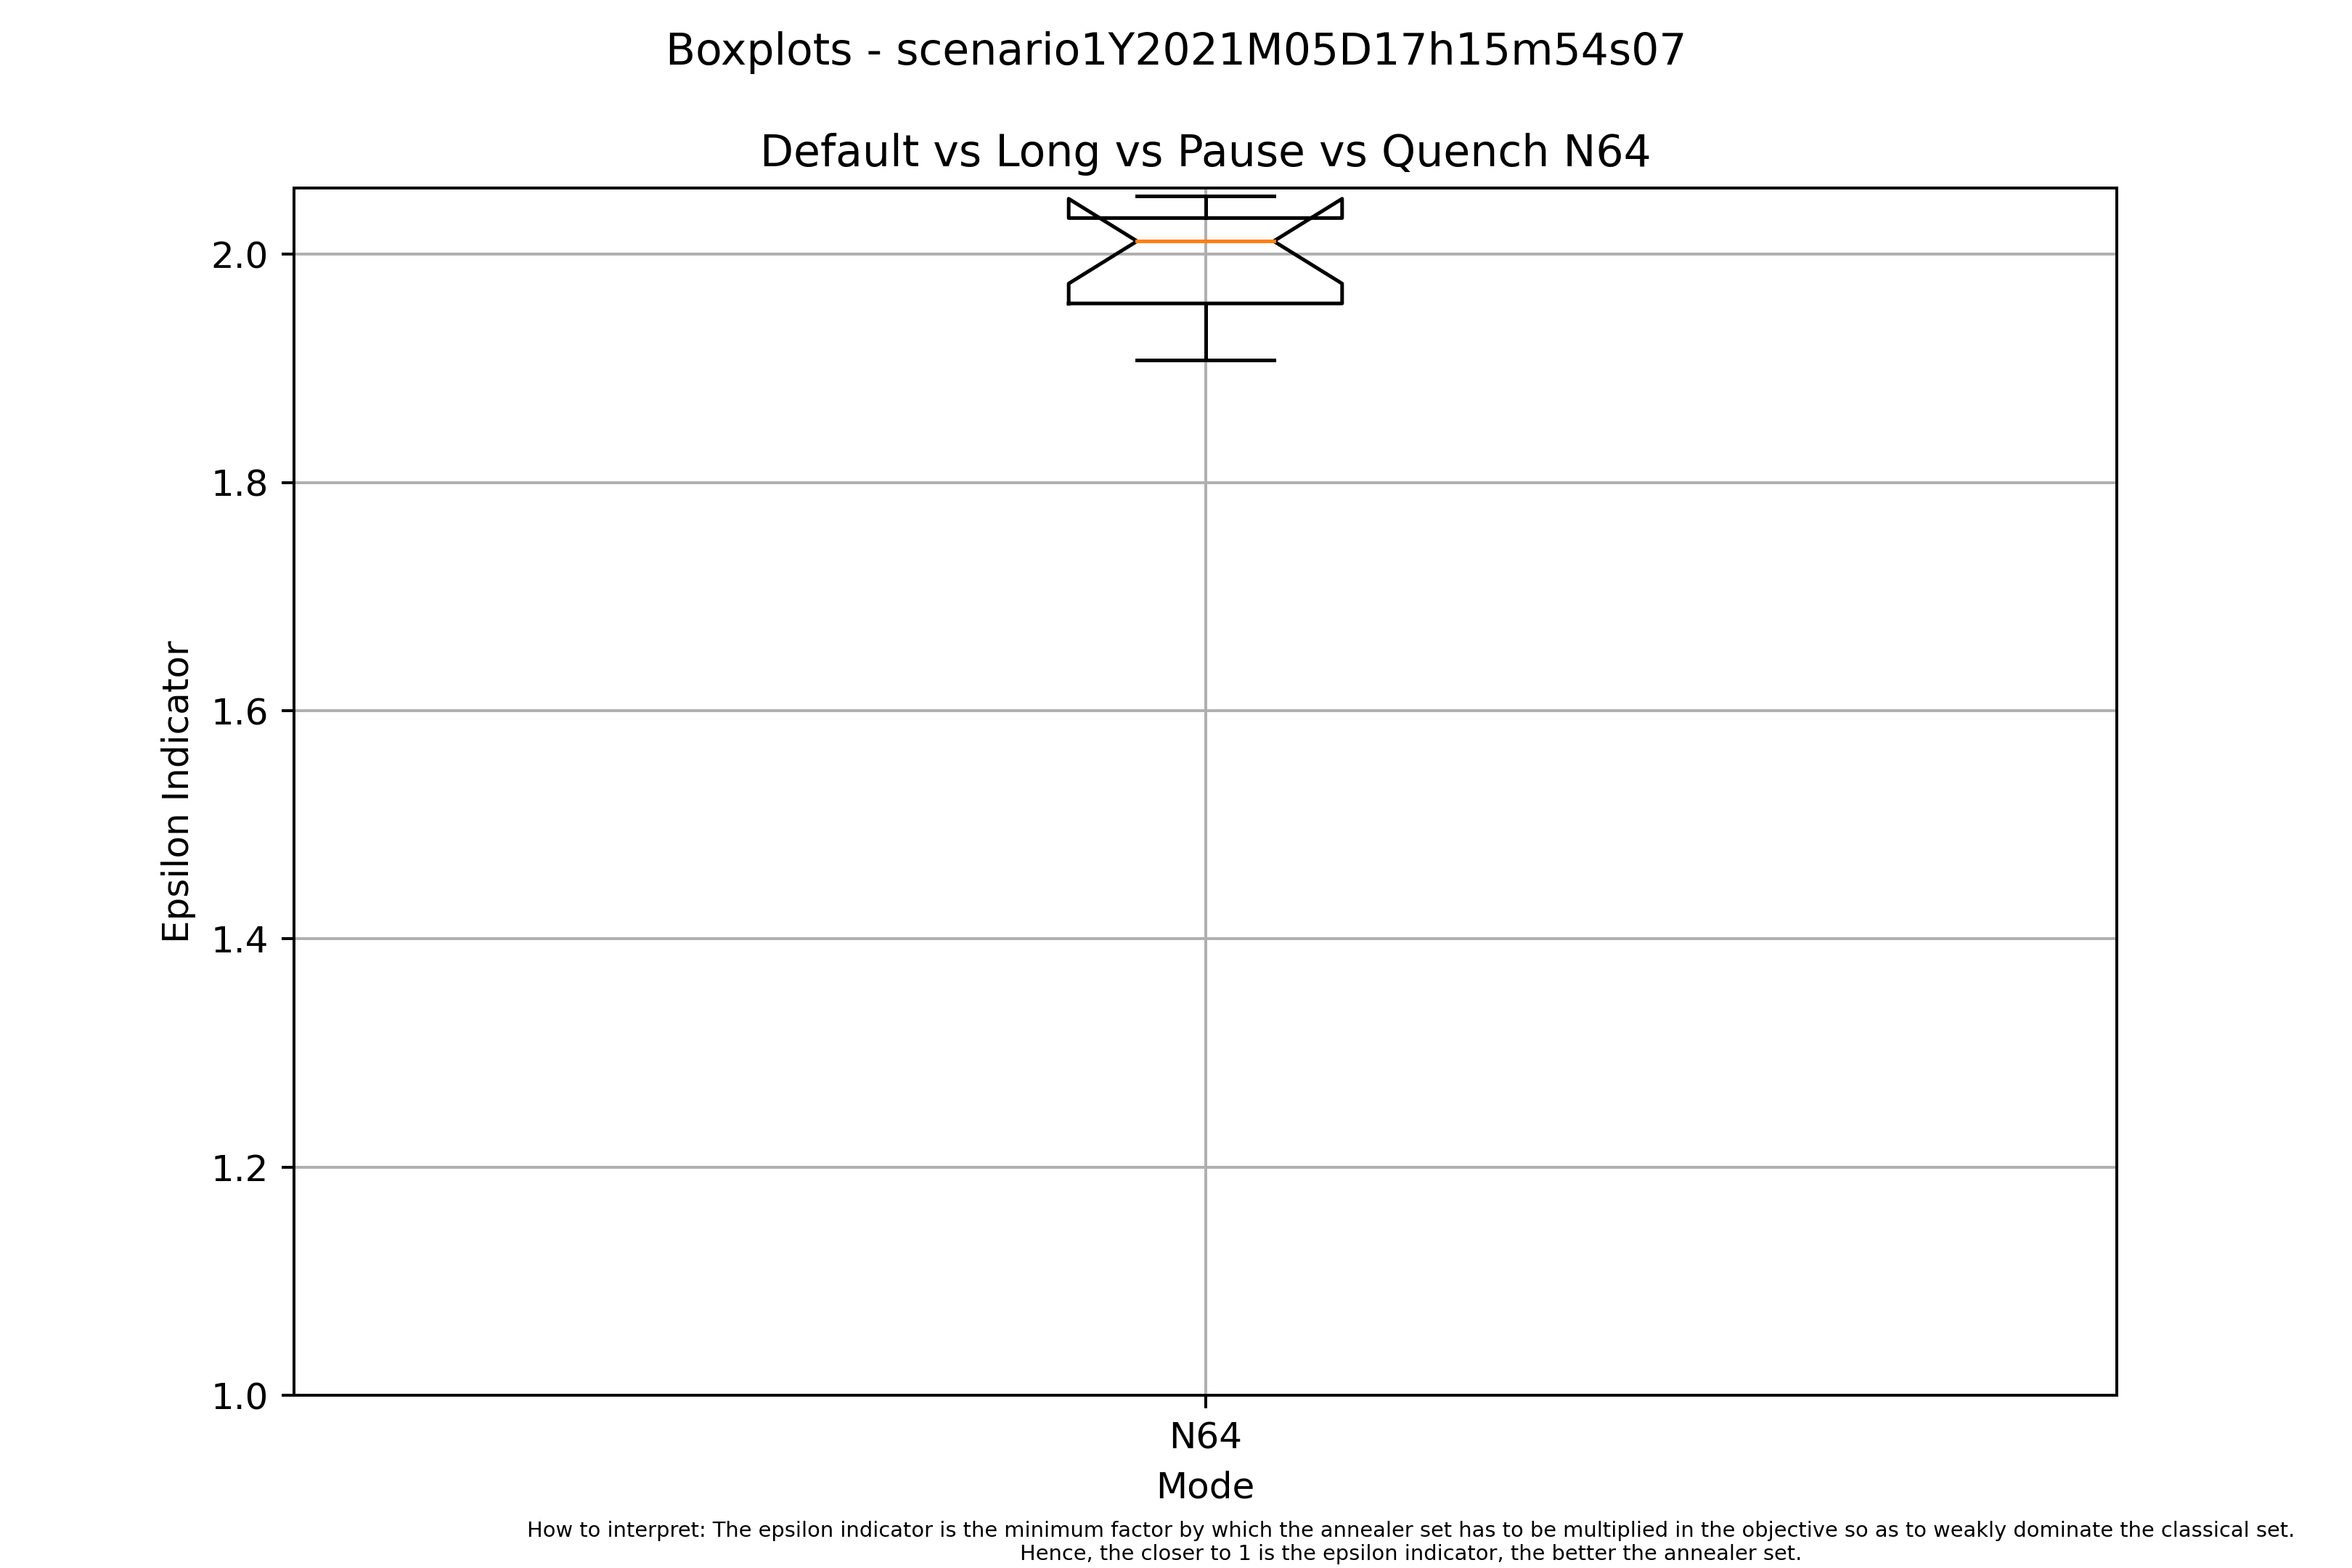 Boxplots - scenario1Y2021M05D17h15m54s07
Default vs Long vs Pause vs Quench N64
Epsilon Indicator
2.0
1.8
1.6
1.4
1.2
1.0
N64
Mode
How to interpret: The epsilon indicator is the minimum factor by which the annealer set has to be multiplied in the objective so as to weakly dominate the classical set.
Hence, the closer to 1 is the epsilon indicator, the better the annealer set.